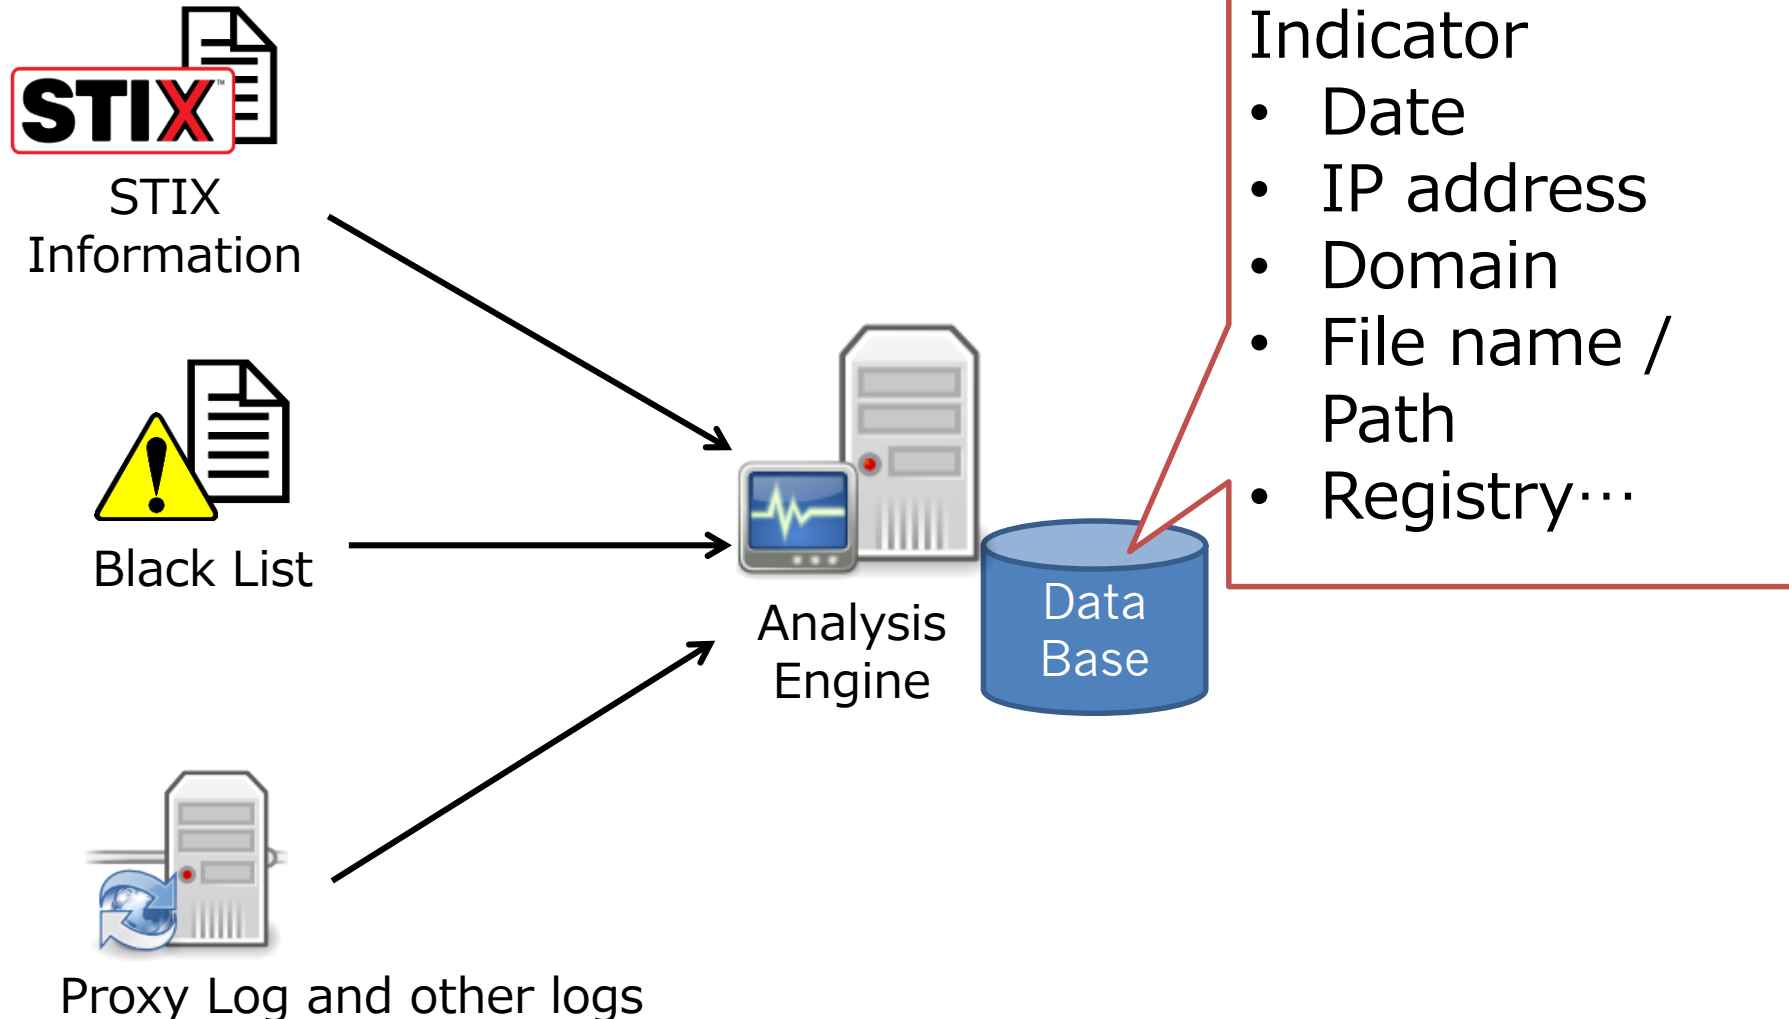 STIX™
STIX
Information
Black List
Proxy Log and other logs
Analysis
Engine
Data
Base
Indicator
• Date
• IP address
• Domain
• File name /
Path
• Registry…